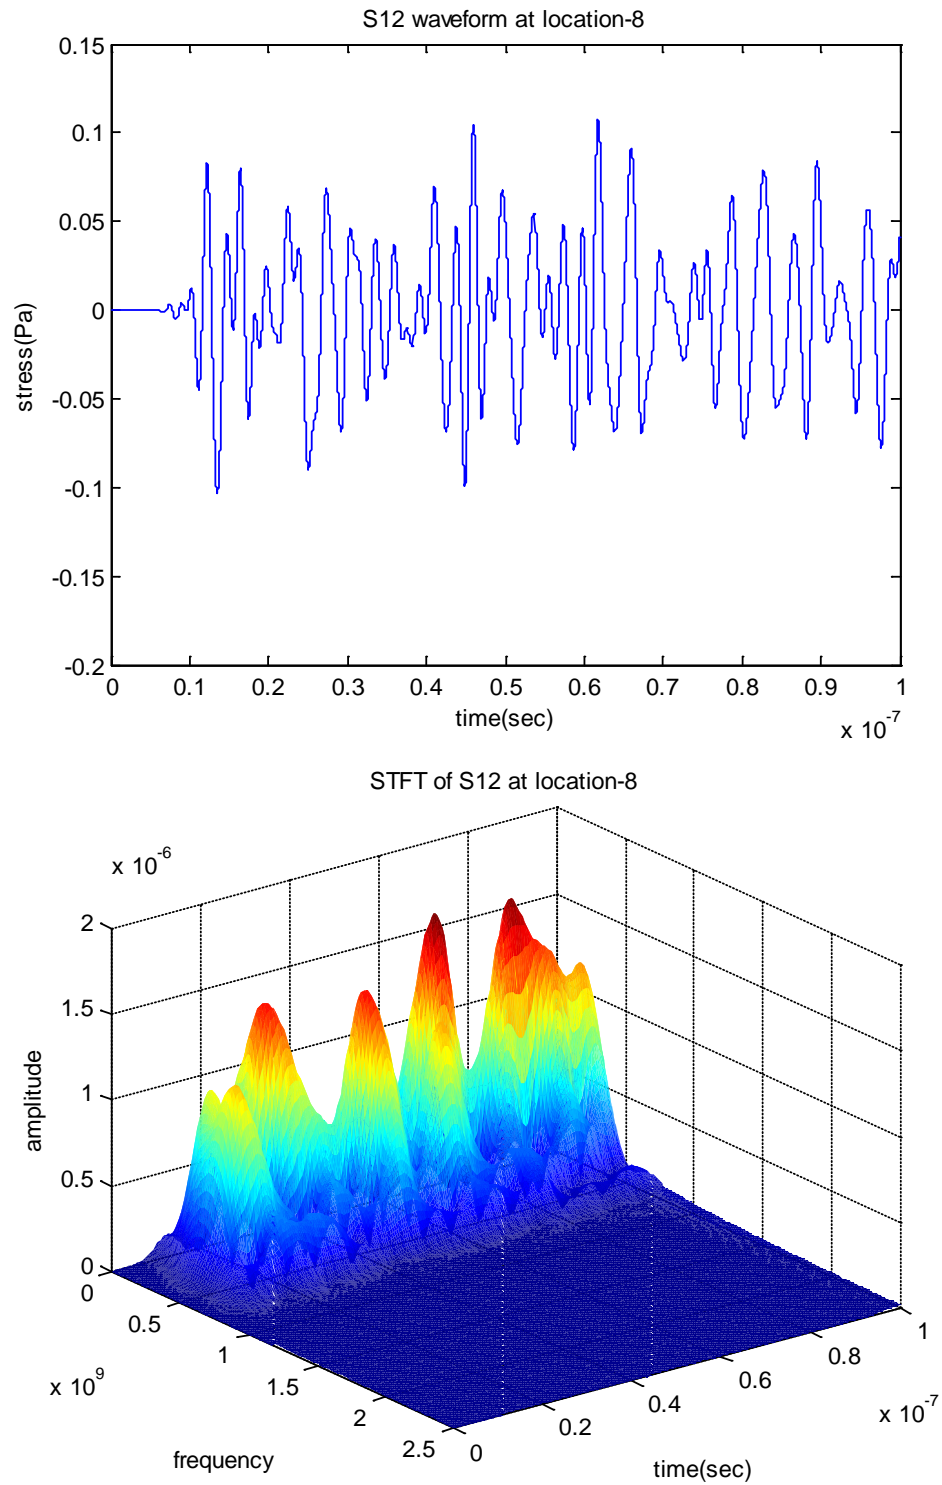 S12 waveform at location-8
0.15
0.1
0.05
0
-0.05
-0.1
-0.15
-0.2
stress(Pa)
0 0.1 0.2 0.3 0.4 0.5 0.6 0.7 0.8 0.9 1
time(sec)
x 10^-7
STFT of S12 at location-8
x 10^-6
2
1.5
1
0.5
0
amplitude
0
0.5
1
1.5
2
2.5
x 10^9
frequency
0
0.2
0.4
0.6
0.8
1
x 10^-7
time(sec)